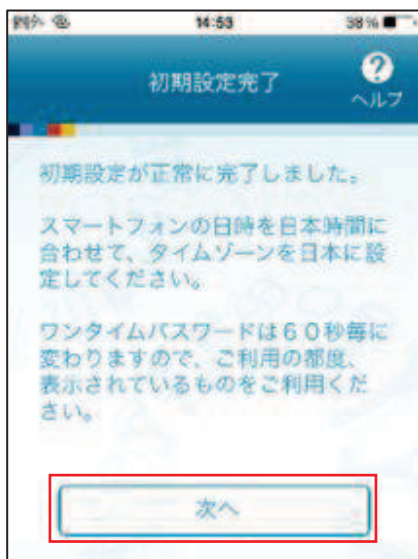 14:53
38%
初期設定完了
?
ヘルプ
初期設定が正常に完了しました。
スマートフォンの日時を日本時間に
合わせて、タイムゾーンを日本に設
定してください。
ワンタイムパスワードは60秒毎に
変わりますので、ご利用の都度、
表示されているものをご利用くだ
さい。
次へ